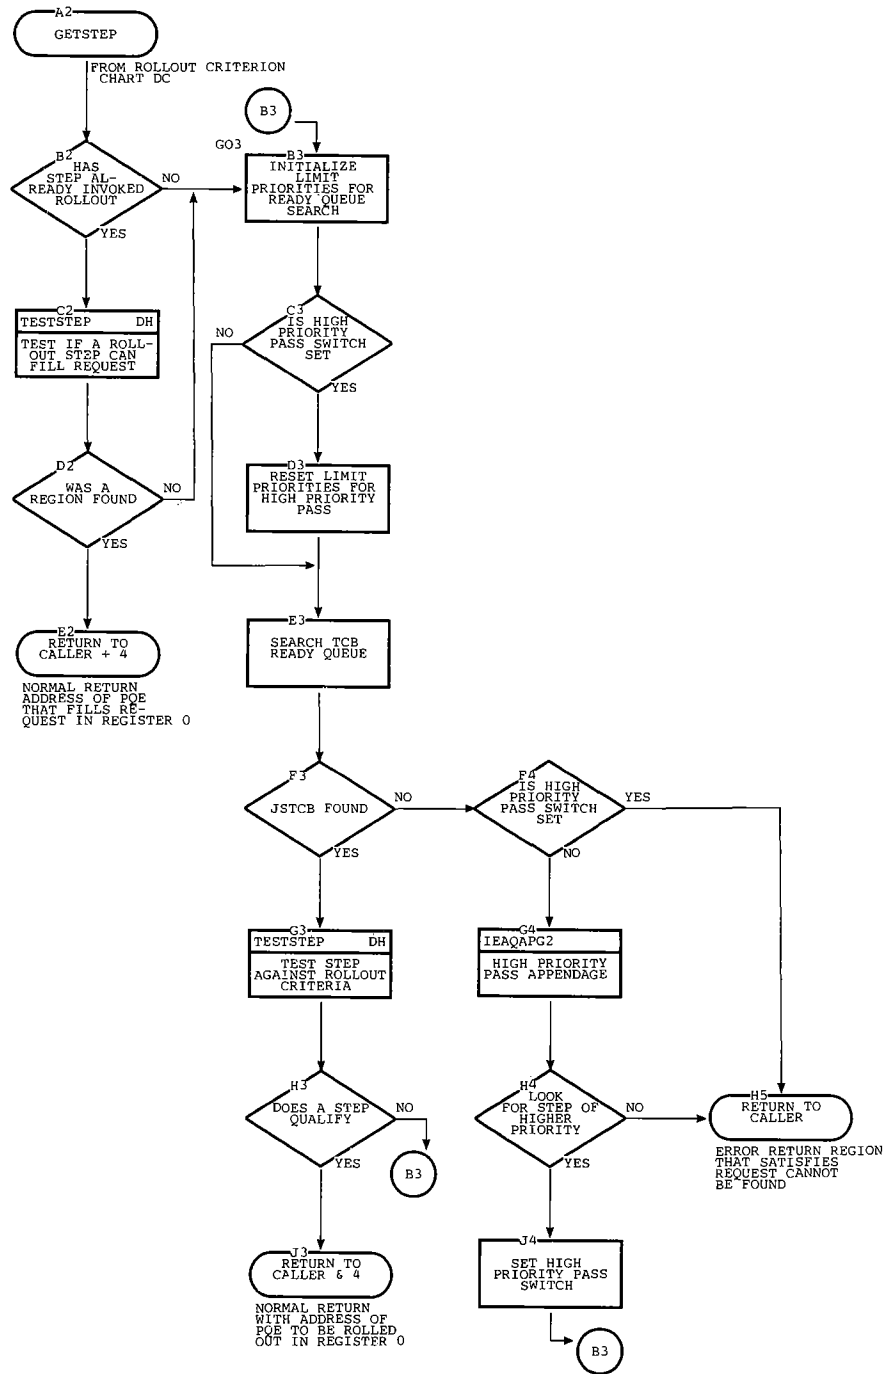 A2
GETSTEP
FROM ROLLOUT CRITERION
CHART DC
B3
GO3
B2
HAS
STEP AL-
READY INVOKED
ROLLOUT
NO
YES
B3
INITIALIZE
LIMIT
PRIORITIES FOR
READY QUEUE
SEARCH
C2
TESTSTEP DH
TEST IF A ROLL-
OUT STEP CAN
FILL REQUEST
C3
IS HIGH
PRIORITY
PASS SWITCH
SET
NO
YES
D2
WAS A
REGION FOUND
NO
YES
D3
RESET LIMIT
PRIORITIES FOR
HIGH PRIORITY
PASS
E2
RETURN TO
CALLER + 4
NORMAL RETURN
ADDRESS OF PQE
THAT FILLS RE-
QUEST IN REGISTER 0
E3
SEARCH TCB
READY QUEUE
F3
JSTCB FOUND
NO
YES
F4
IS HIGH
PRIORITY
PASS SWITCH
SET
YES
NO
G3
TESTSTEP DH
TEST STEP
AGAINST ROLLOUT
CRITERIA
G4
IEAQAPG2
HIGH PRIORITY
PASS APPENDAGE
H3
DOES A STEP
QUALIFY
NO
YES
B3
H4
LOOK
FOR STEP OF
HIGHER
PRIORITY
NO
YES
H5
RETURN TO
CALLER
ERROR RETURN REGION
THAT SATISFIES
REQUEST CANNOT
BE FOUND
J3
RETURN TO
CALLER & 4
NORMAL RETURN
WITH ADDRESS OF
PQE TO BE ROLLED
OUT IN REGISTER 0
J4
SET HIGH
PRIORITY PASS
SWITCH
B3